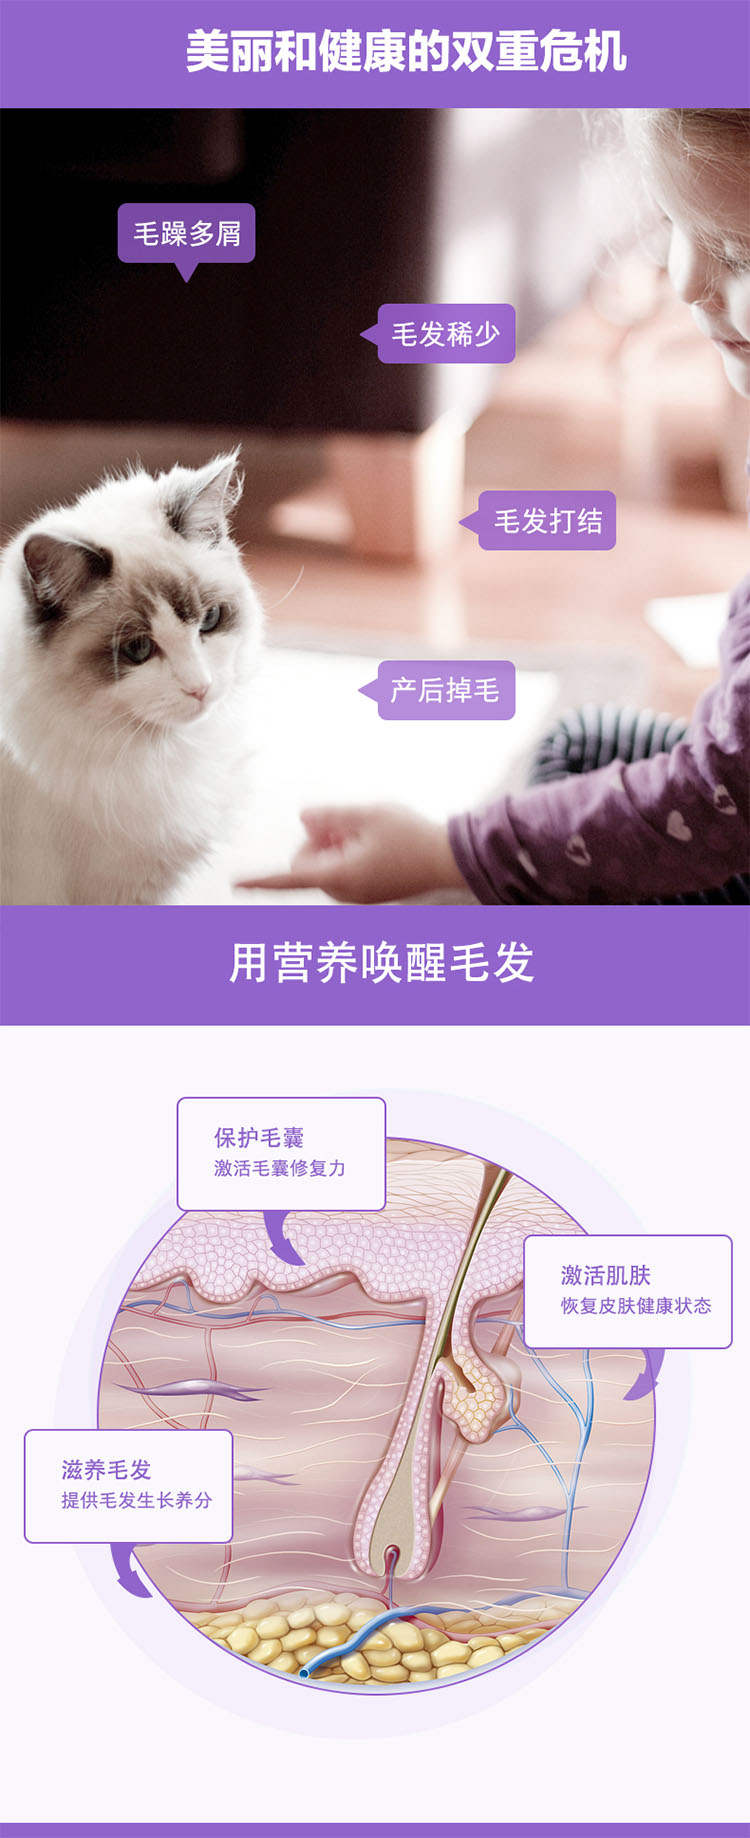 美丽和健康的双重危机
毛躁多屑
毛发稀少
毛发打结
产后掉毛
用营养唤醒毛发
保护毛囊
激活毛囊修复力
激活肌肤
恢复皮肤健康状态
滋养毛发
提供毛发生长养分